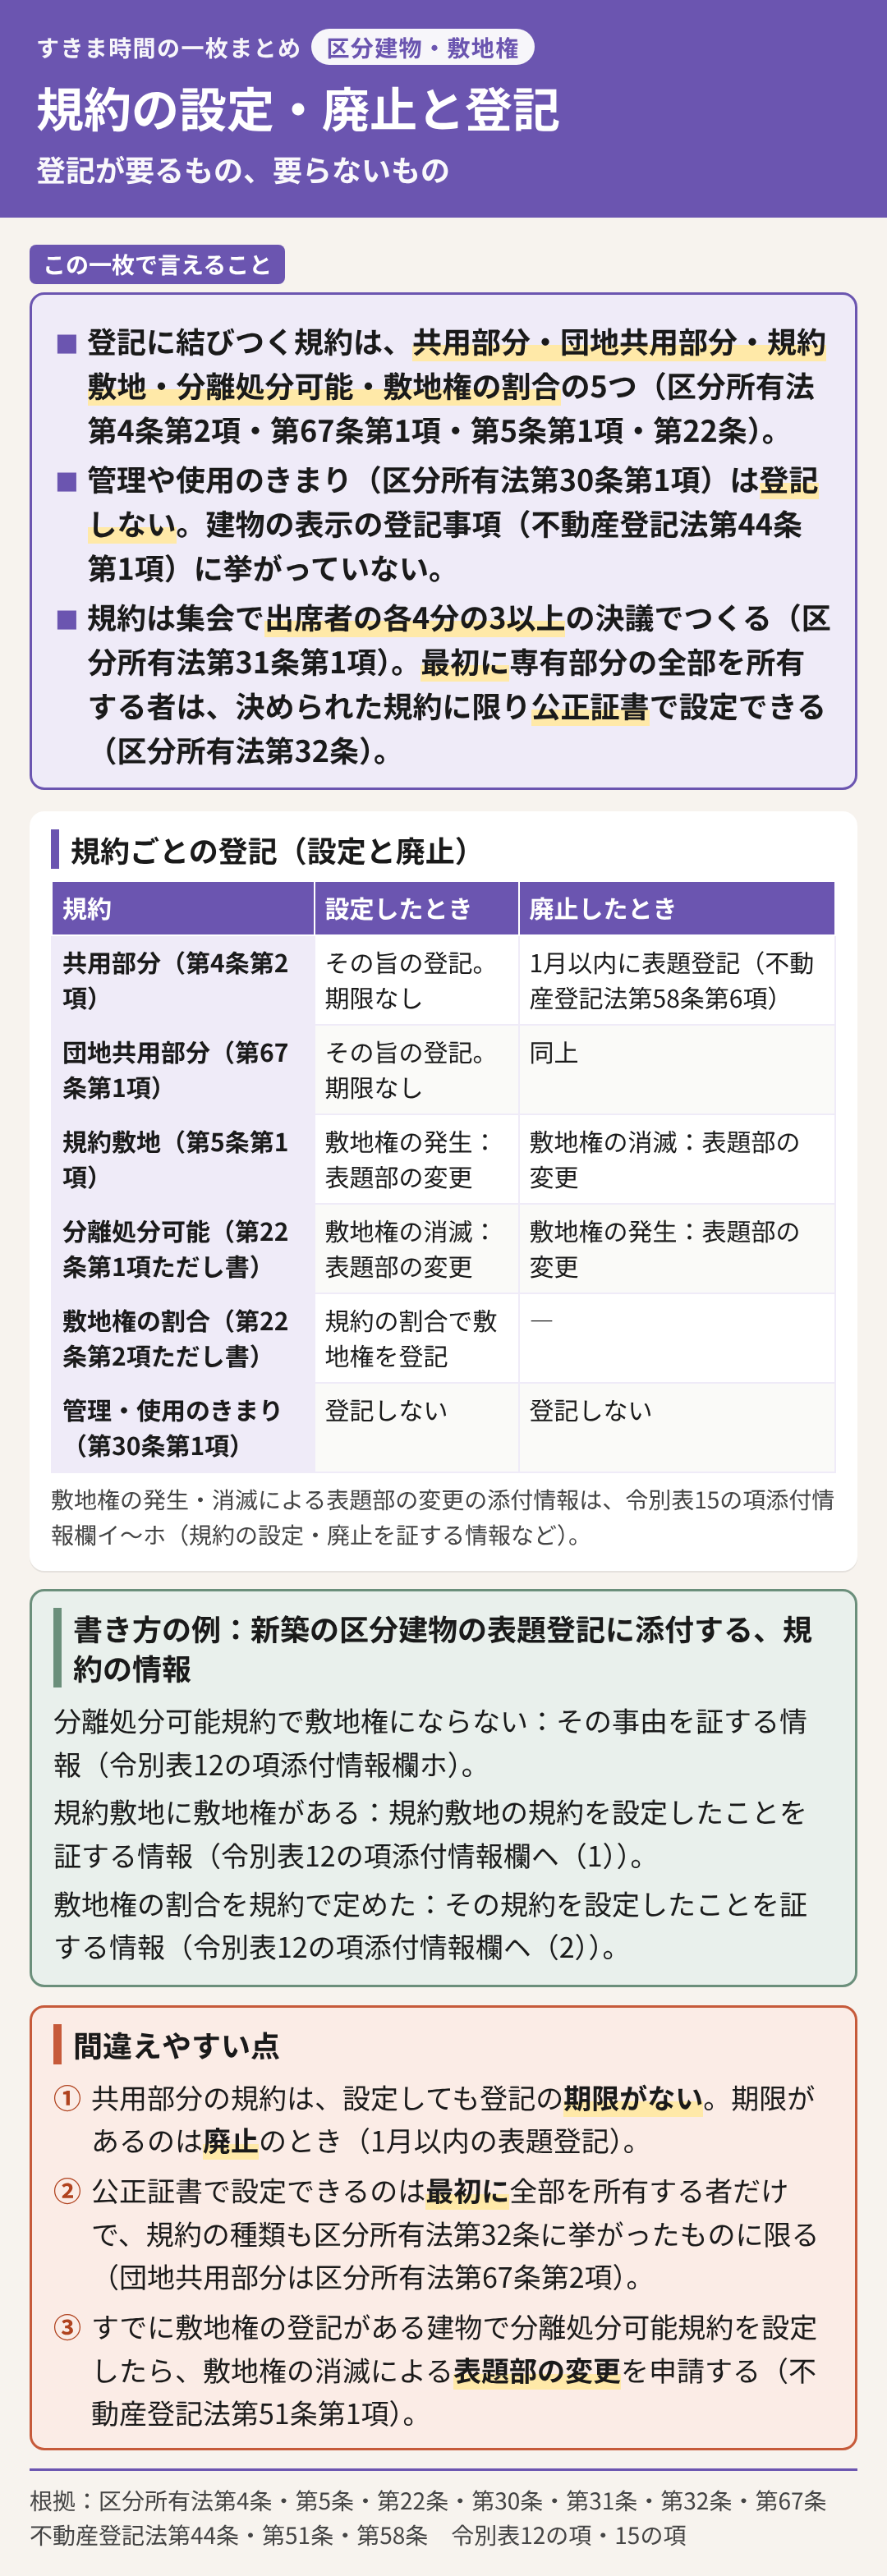 すきま時間の一枚まとめ 区分建物・敷地権
規約の設定・廃止と登記
登記が要るもの、要らないもの
この一枚で言えること
■ 登記に結びつく規約は、共用部分・団地共用部分・規約
敷地・分離処分可能・敷地権の割合の5つ（区分所有法
第4条第2項・第67条第1項・第5条第1項・第22条）。
■ 管理や使用のきまり（区分所有法第30条第1項）は登記
しない。建物の表示の登記事項（不動産登記法第44条
第1項）に挙がっていない。
■ 規約は集会で出席者の各4分の3以上の決議でつくる（区
分所有法第31条第1項）。最初に専有部分の全部を所有
する者は、決められた規約に限り公正証書で設定できる
（区分所有法第32条）。
規約ごとの登記（設定と廃止）
規約 設定したとき 廃止したとき
共用部分（第4条第2 その旨の登記。 1月以内に表題登記（不動
項） 期限なし 産登記法第58条第6項）
団地共用部分（第67 その旨の登記。 同上
条第1項） 期限なし
規約敷地（第5条第1 敷地権の発生： 敷地権の消滅：表題部の
項） 表題部の変更 変更
分離処分可能（第22 敷地権の消滅： 敷地権の発生：表題部の
条第1項ただし書） 表題部の変更 変更
敷地権の割合（第22 規約の割合で敷 —
条第2項ただし書） 地権を登記
管理・使用のきまり 登記しない 登記しない
（第30条第1項）
敷地権の発生・消滅による表題部の変更の添付情報は、令別表15の項添付情
報欄イ～ホ（規約の設定・廃止を証する情報など）。
書き方の例：新築の区分建物の表題登記に添付する、規
約の情報
分離処分可能規約で敷地権にならない：その事由を証する情
報（令別表12の項添付情報欄ホ）。
規約敷地に敷地権がある：規約敷地の規約を設定したことを
証する情報（令別表12の項添付情報欄ヘ（1））。
敷地権の割合を規約で定めた：その規約を設定したことを証
する情報（令別表12の項添付情報欄ヘ（2））。
間違えやすい点
① 共用部分の規約は、設定しても登記の期限がない。期限が
あるのは廃止のとき（1月以内の表題登記）。
② 公正証書で設定できるのは最初に全部を所有する者だけ
で、規約の種類も区分所有法第32条に挙がったものに限る
（団地共用部分は区分所有法第67条第2項）。
③ すでに敷地権の登記がある建物で分離処分可能規約を設定
したら、敷地権の消滅による表題部の変更を申請する（不
動産登記法第51条第1項）。
根拠：区分所有法第4条・第5条・第22条・第30条・第31条・第32条・第67条
不動産登記法第44条・第51条・第58条　令別表12の項・15の項